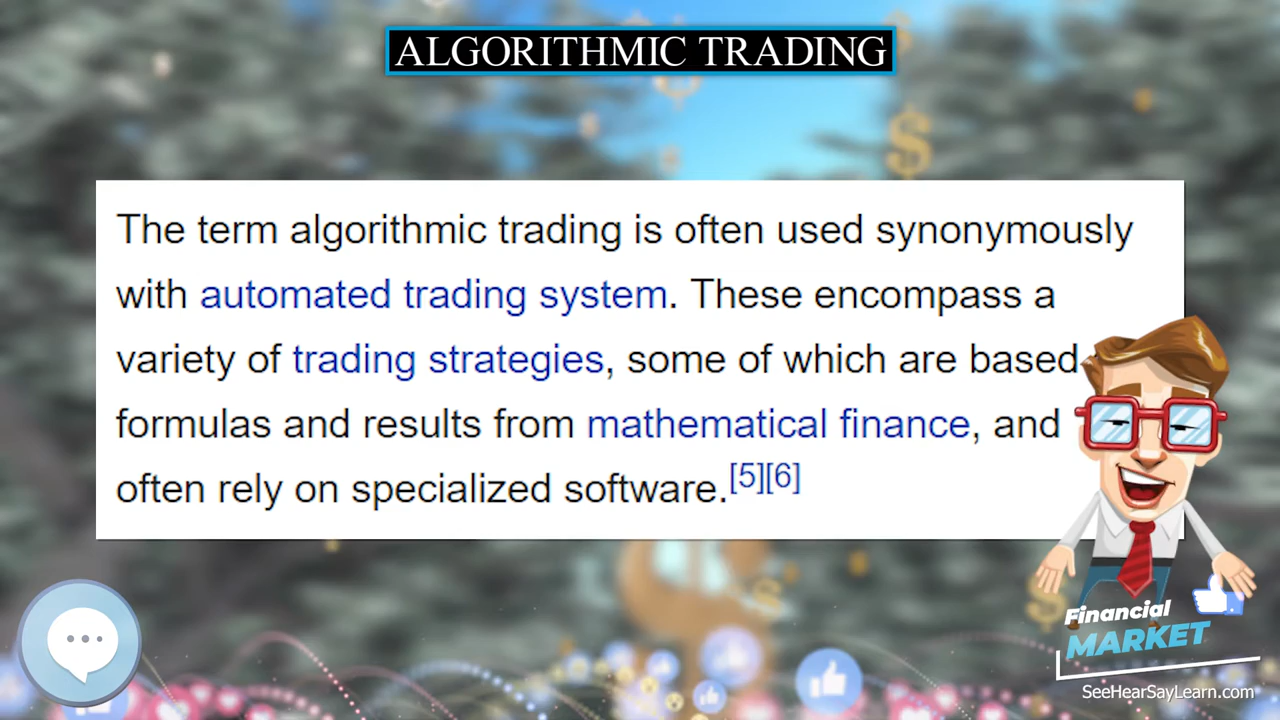 ALGORITHMIC TRADING
The term algorithmic trading is often used synonymously
with automated trading system. These encompass a
variety of trading strategies, some of which are based
formulas and results from mathematical finance, and
often rely on specialized software.[5][6]
Financial
MARKET
SeeHearSayLearn.com